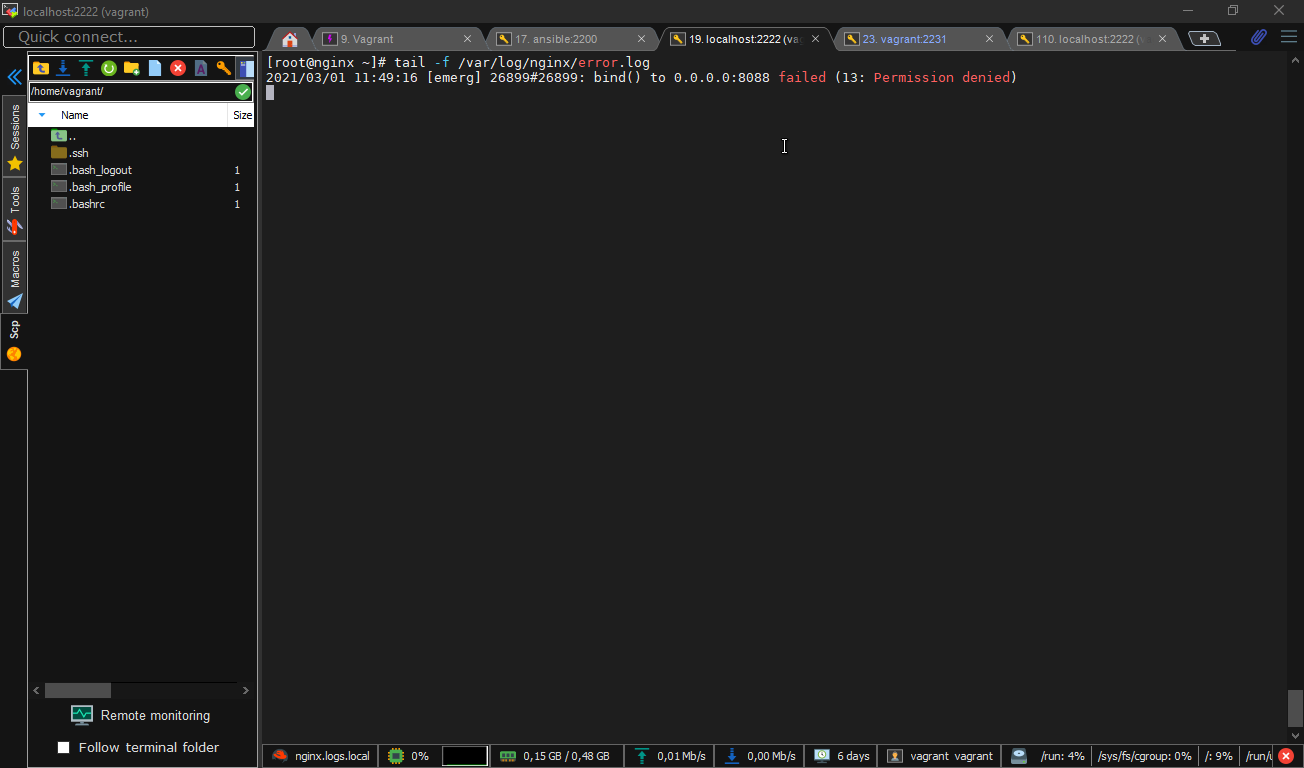 localhost:2222 (vagrant)
Quick connect...
9. Vagrant
17. ansible:2200
19. localhost:2222 (va
23. vagrant:2231
110. localhost:2222 (v
[root@nginx ~]# tail -f /var/log/nginx/error.log
2021/03/01 11:49:16 [emerg] 26899#26899: bind() to 0.0.0.0:8088 failed (13: Permission denied)
/home/vagrant/
Name Size
..
.ssh
.bash_logout 1
.bash_profile 1
.bashrc 1
Sessions
Tools
Macros
Scp
Remote monitoring
Follow terminal folder
nginx.logs.local 0% 0,15 GB / 0,48 GB 0,01 Mb/s 0,00 Mb/s 6 days vagrant vagrant /run: 4% /sys/fs/cgroup: 0% /: 9% /run/u